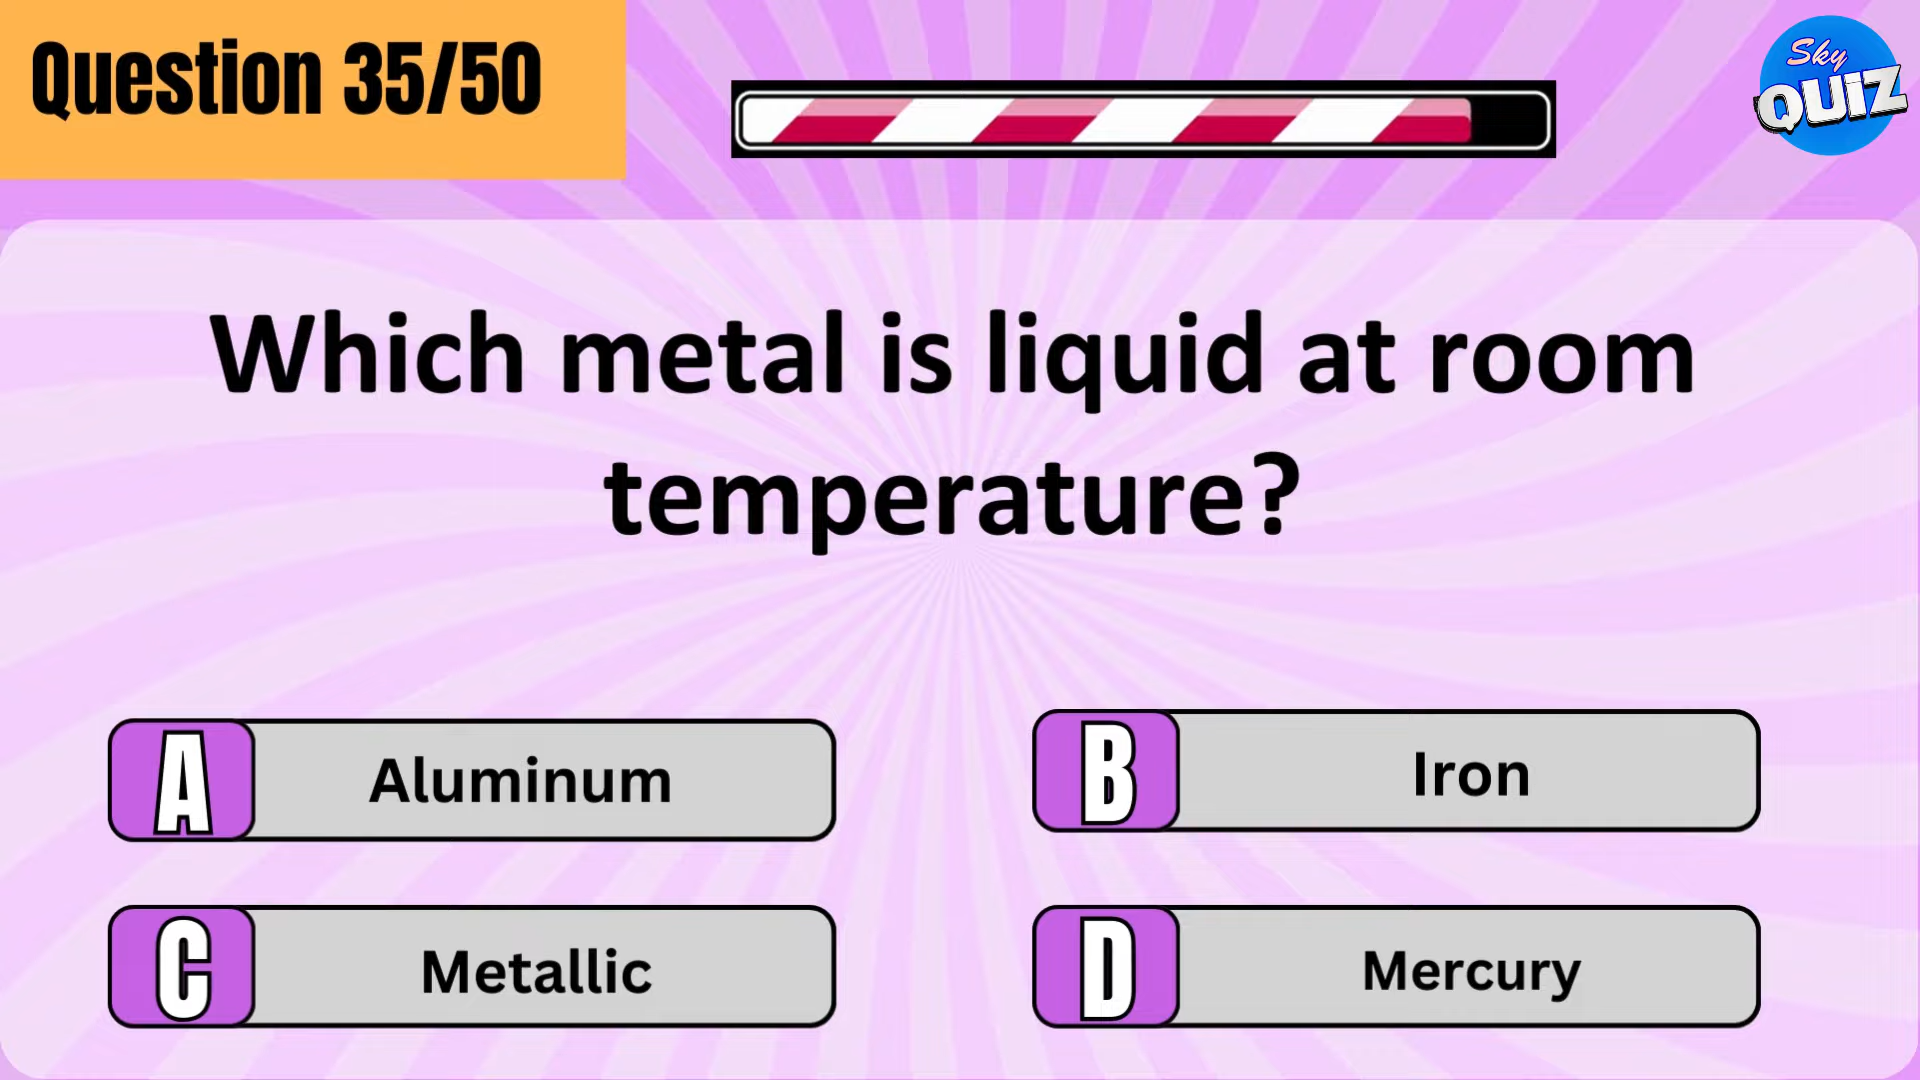 Question 35/50
Sky
QUIZ
Which metal is liquid at room
temperature?
A Aluminum
B Iron
C Metallic
D Mercury